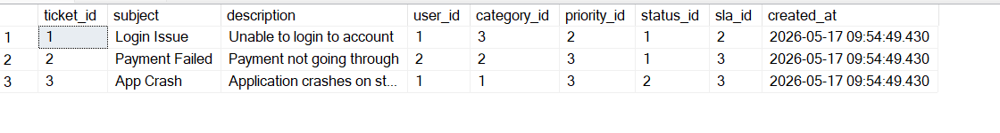 ticket_id subject description user_id category_id priority_id status_id sla_id created_at
1 1 Login Issue Unable to login to account 1 3 2 1 2 2026-05-17 09:54:49.430
2 2 Payment Failed Payment not going through 2 2 3 1 3 2026-05-17 09:54:49.430
3 3 App Crash Application crashes on st... 1 1 3 2 3 2026-05-17 09:54:49.430